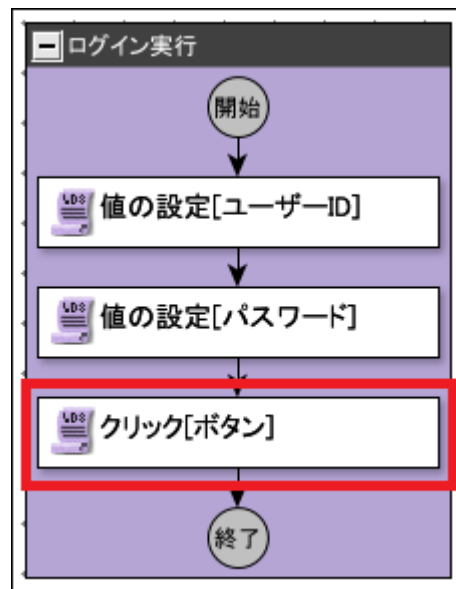 ログイン実行
開始
値の設定[ユーザーID]
値の設定[パスワード]
クリック[ボタン]
終了